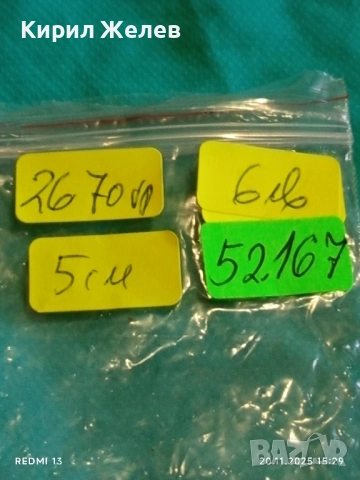 Кирил Желев
2670гр
6лв
5см
52167
REDMI 13
20.11.2025 15:29